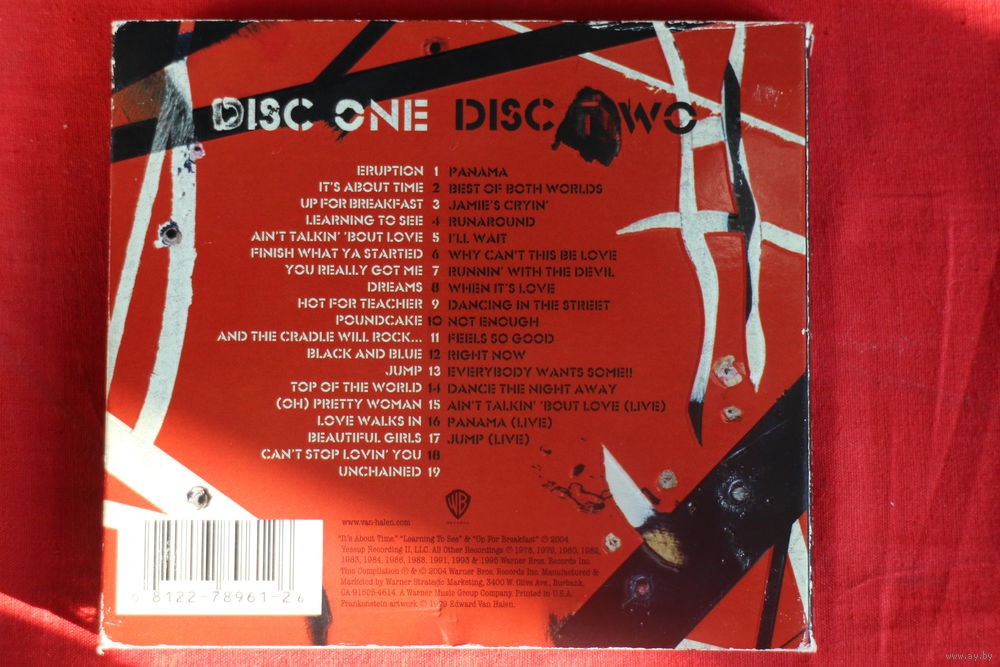 DISC ONE DISC TWO
ERUPTION 1 PANAMA
IT'S ABOUT TIME 2 BEST OF BOTH WORLDS
UP FOR BREAKFAST 3 JAMIE'S CRYIN'
LEARNING TO SEE 4 RUNAROUND
AIN'T TALKIN' 'BOUT LOVE 5 I'LL WAIT
FINISH WHAT YA STARTED 6 WHY CAN'T THIS BE LOVE
YOU REALLY GOT ME 7 RUNNIN' WITH THE DEVIL
DREAMS 8 WHEN IT'S LOVE
HOT FOR TEACHER 9 DANCING IN THE STREET
POUNDCAKE 10 NOT ENOUGH
AND THE CRADLE WILL ROCK... 11 FEELS SO GOOD
BLACK AND BLUE 12 RIGHT NOW
JUMP 13 EVERYBODY WANTS SOME!!
TOP OF THE WORLD 14 DANCE THE NIGHT AWAY
(OH) PRETTY WOMAN 15 AIN'T TALKIN' 'BOUT LOVE (LIVE)
LOVE WALKS IN 16 PANAMA (LIVE)
BEAUTIFUL GIRLS 17 JUMP (LIVE)
CAN'T STOP LOVIN' YOU 18
UNCHAINED 19
www.van-halen.com
WB
RECORDS
"It's About Time," "Learning To See" & "Up For Breakfast" ℗ 2004
Yessup Recording II, LLC. All Other Recordings ℗ 1978, 1979, 1980, 1982,
1983, 1984, 1986, 1988, 1991, 1993 & 1995 Warner Bros. Records Inc.
This Compilation ℗ & © 2004 Warner Bros. Records Inc. Manufactured &
Marketed by Warner Strategic Marketing, 3400 W. Olive Ave., Burbank,
CA 91505-4614. A Warner Music Group Company. Printed in U.S.A.
Frankenstein artwork © 1979 Edward Van Halen.
0 81227-8961-2 6
www.ay.by